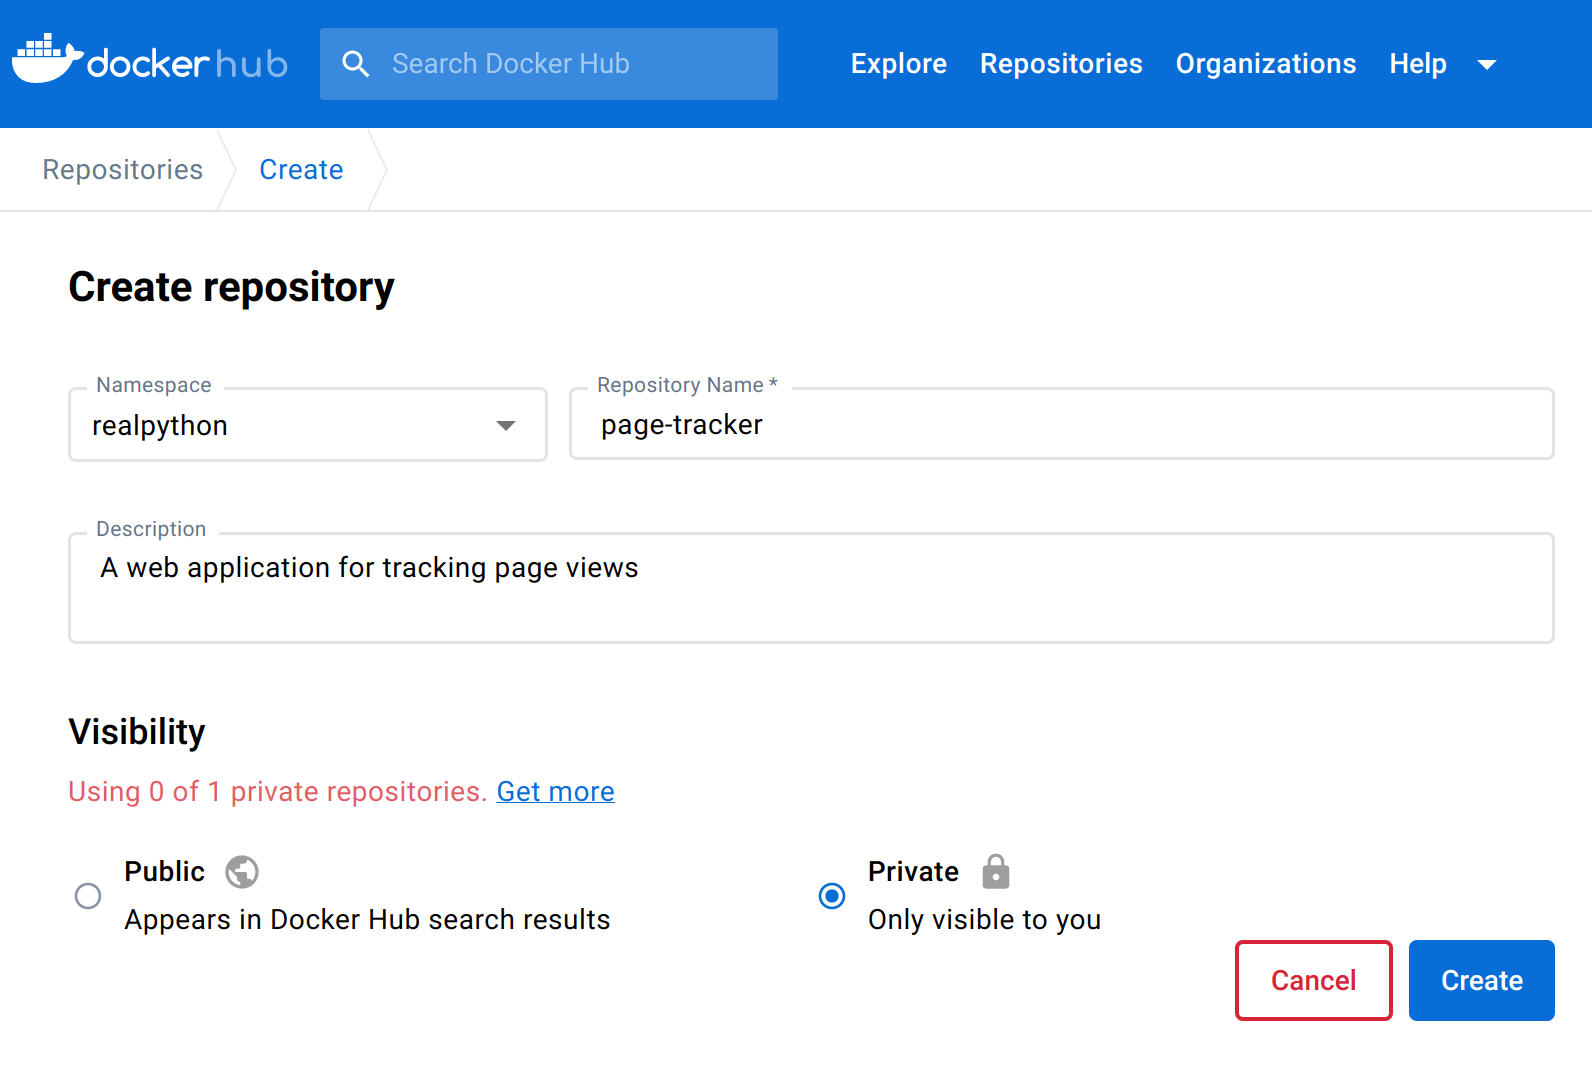 docker hub
Search Docker Hub
Explore Repositories Organizations Help
Repositories Create
Create repository
Namespace Repository Name *
realpython page-tracker
Description
A web application for tracking page views
Visibility
Using 0 of 1 private repositories. Get more
Public Private
Appears in Docker Hub search results Only visible to you
Cancel Create